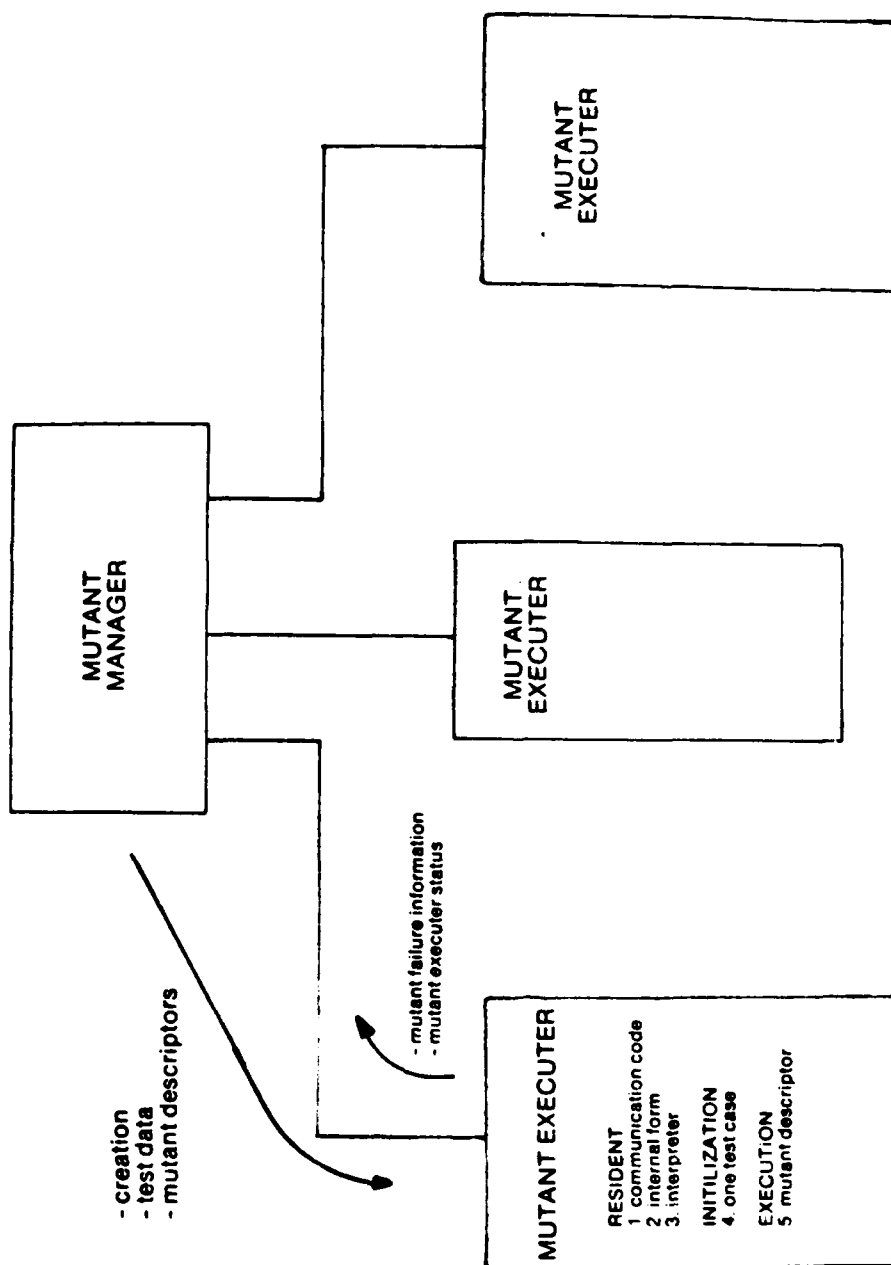 MUTANT
MANAGER
- creation
- test data
- mutant descriptors
- mutant failure information
- mutant executer status
MUTANT EXECUTER
RESIDENT
1 communication code
2 internal form
3. interpreter
INITILIZATION
4. one test case
EXECUTION
5 mutant descriptor
MUTANT
EXECUTER
MUTANT
EXECUTER